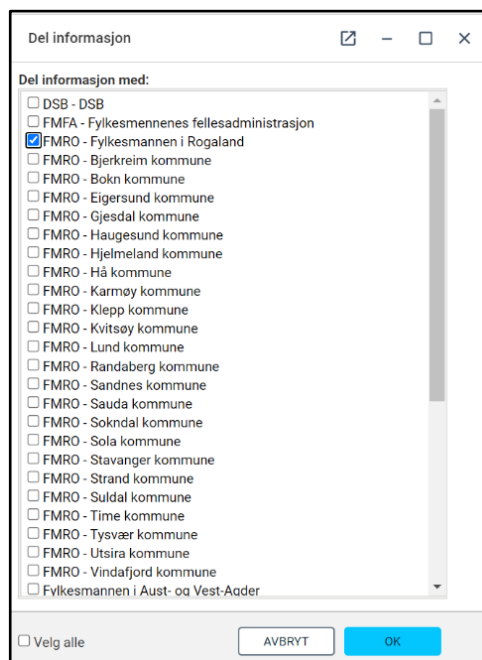 Del informasjon
Del informasjon med:
DSB - DSB
FMFA - Fylkesmennenes fellesadministrasjon
FMRO - Fylkesmannen i Rogaland
FMRO - Bjerkreim kommune
FMRO - Bokn kommune
FMRO - Eigersund kommune
FMRO - Gjesdal kommune
FMRO - Haugesund kommune
FMRO - Hjelmeland kommune
FMRO - Hå kommune
FMRO - Karmøy kommune
FMRO - Klepp kommune
FMRO - Kvitsøy kommune
FMRO - Lund kommune
FMRO - Randaberg kommune
FMRO - Sandnes kommune
FMRO - Sauda kommune
FMRO - Sokndal kommune
FMRO - Sola kommune
FMRO - Stavanger kommune
FMRO - Strand kommune
FMRO - Suldal kommune
FMRO - Time kommune
FMRO - Tysvær kommune
FMRO - Utsira kommune
FMRO - Vindafjord kommune
Fylkesmannen i Aust- og Vest-Agder
Velg alle AVBRYT OK